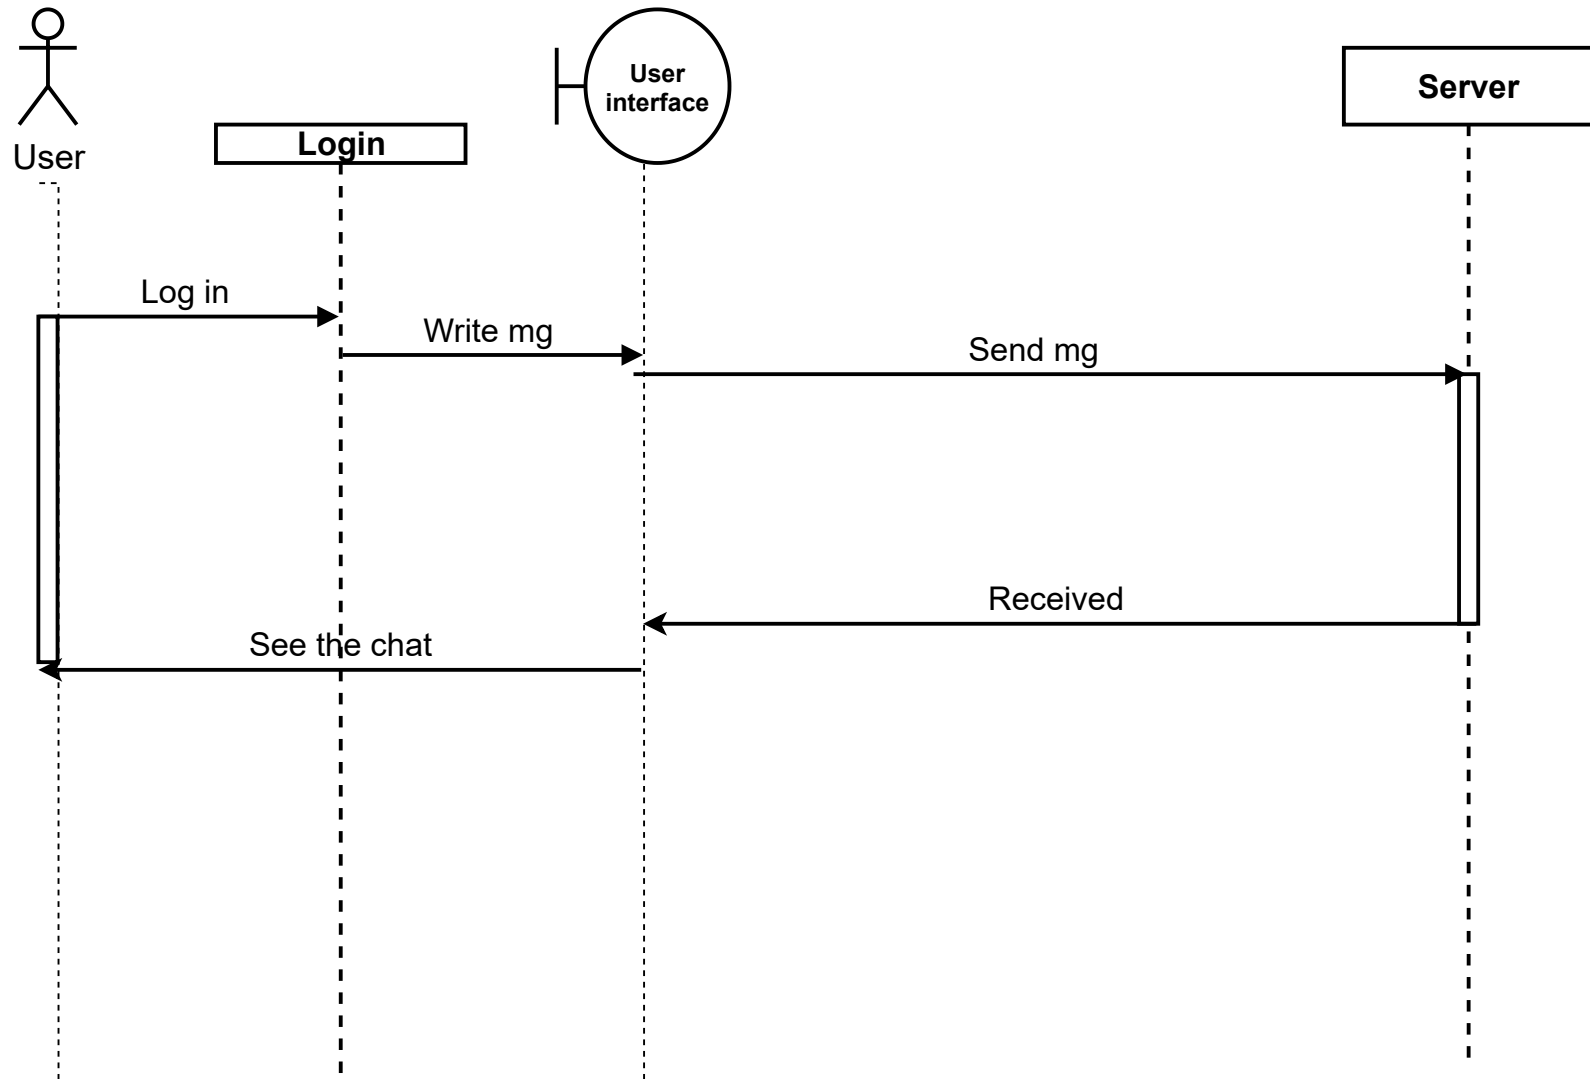 User
interface
Server
Login
User
Log in
Write mg
Send mg
Received
See the chat